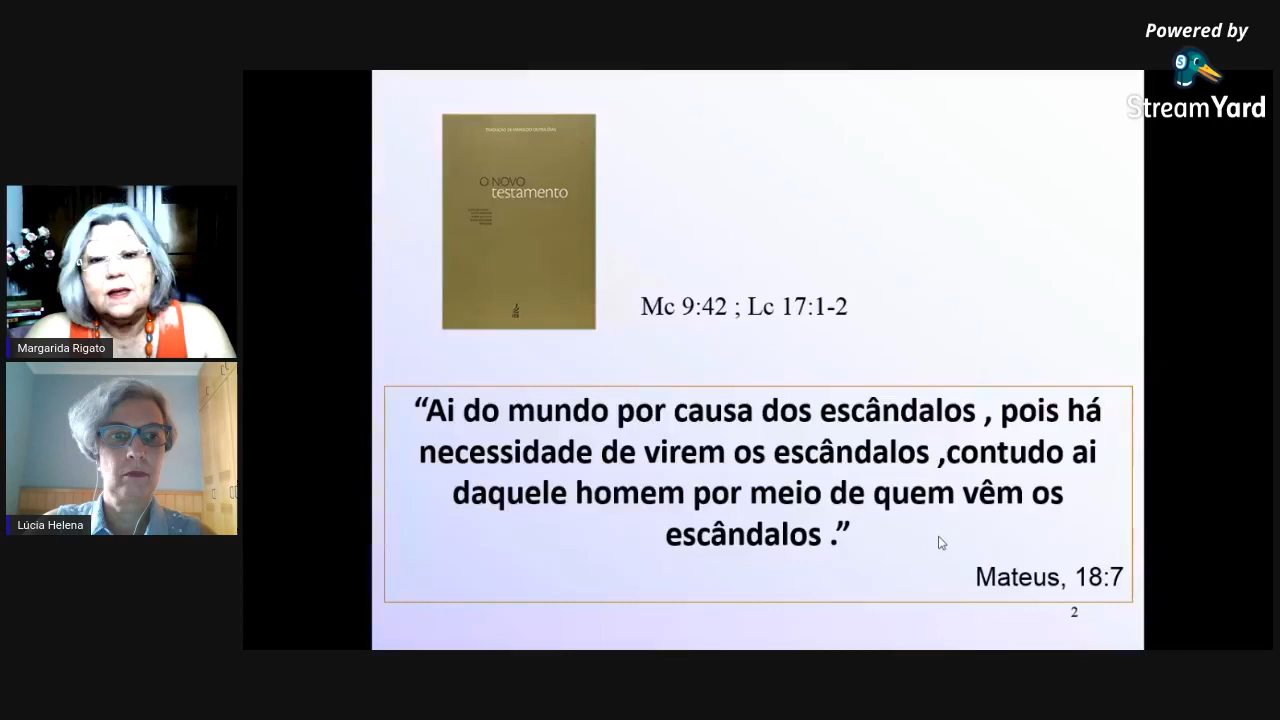 Powered by
StreamYard
O NOVO
testamento
Mc 9:42 ; Lc 17:1-2
Margarida Rigato
“Ai do mundo por causa dos escândalos , pois há
necessidade de virem os escândalos ,contudo ai
daquele homem por meio de quem vêm os
escândalos .”
Lúcia Helena
Mateus, 18:7
2